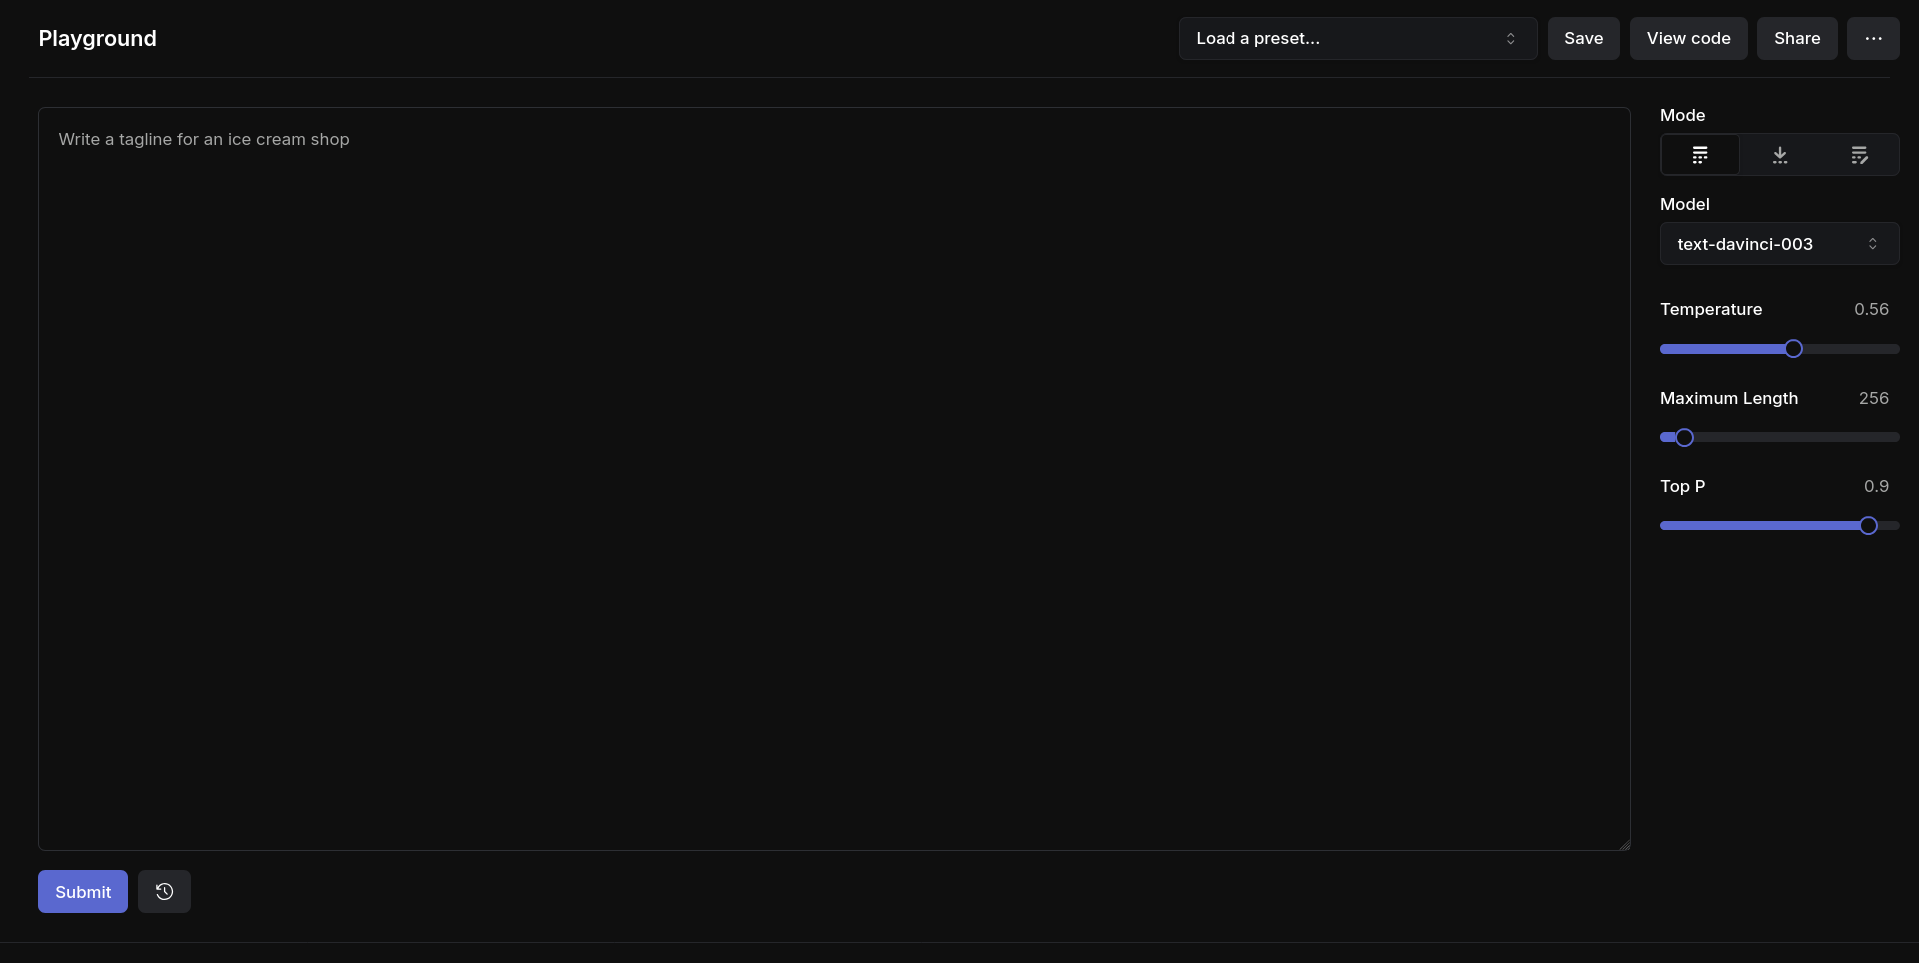 Playground
Load a preset...
Save
View code
Share
Write a tagline for an ice cream shop
Mode
Model
text-davinci-003
Temperature
0.56
Maximum Length
256
Top P
0.9
Submit